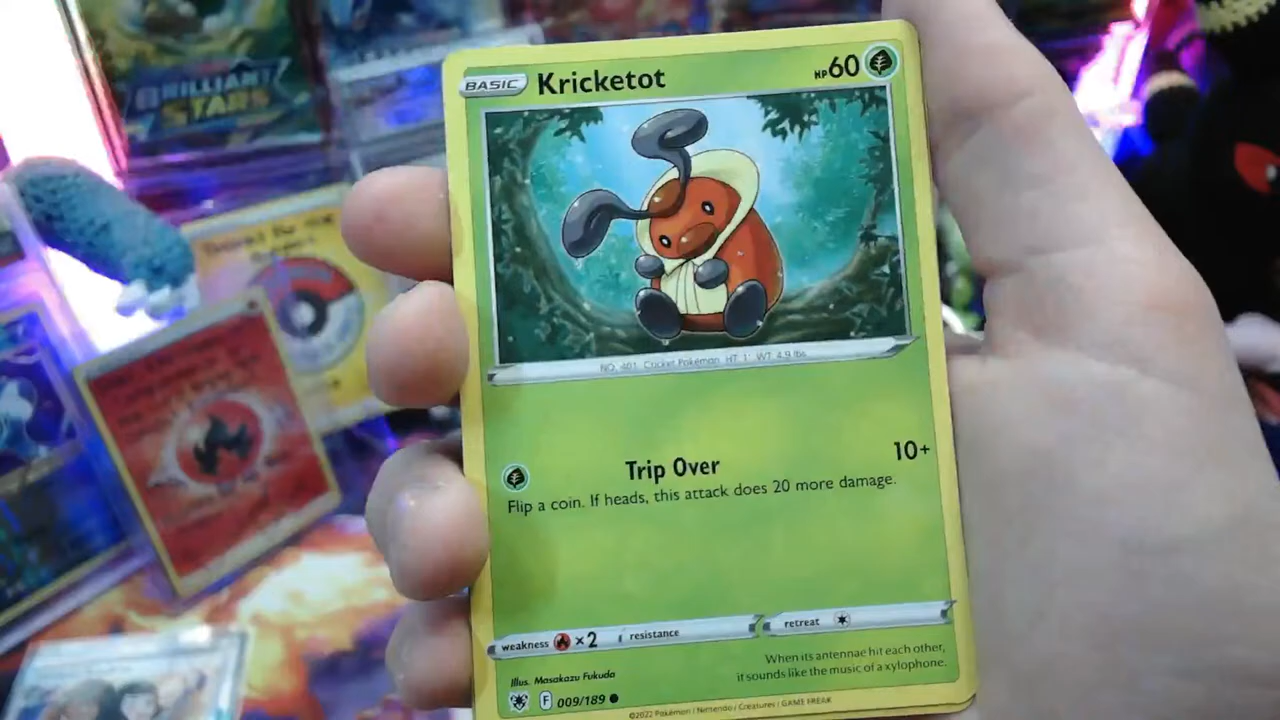 BRILLIANT
STARS
BASIC Kricketot HP60
NO. 401 Cricket Pokémon HT: 1' WT: 4.9 lbs
Trip Over 10+
Flip a coin. If heads, this attack does 20 more damage.
weakness ×2 resistance retreat
When its antennae hit each other,
it sounds like the music of a xylophone.
Illus. Masakazu Fukuda
F 009/189
©2022 Pokémon / Nintendo / Creatures / GAME FREAK